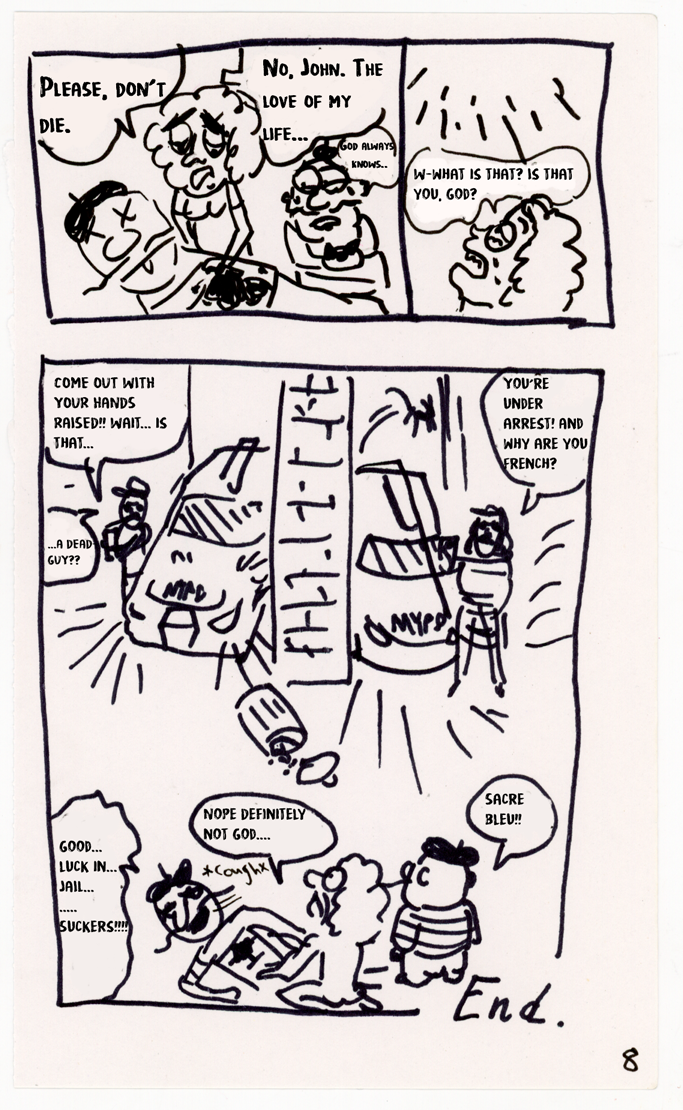 PLEASE, DON'T
DIE.
NO, JOHN. THE
LOVE OF MY
LIFE...
GOD ALWAYS
KNOWS..
W-WHAT IS THAT? IS THAT
YOU, GOD?
COME OUT WITH
YOUR HANDS
RAISED!! WAIT... IS
THAT...
...A DEAD
GUY??
YOU'RE
UNDER
ARREST! AND
WHY ARE YOU
FRENCH?
NYPD
NYPD
NOPE DEFINITELY
NOT GOD....
SACRE
BLEU!!
*cough*
GOOD...
LUCK IN...
JAIL...
.....
SUCKERS!!!!
End.
8